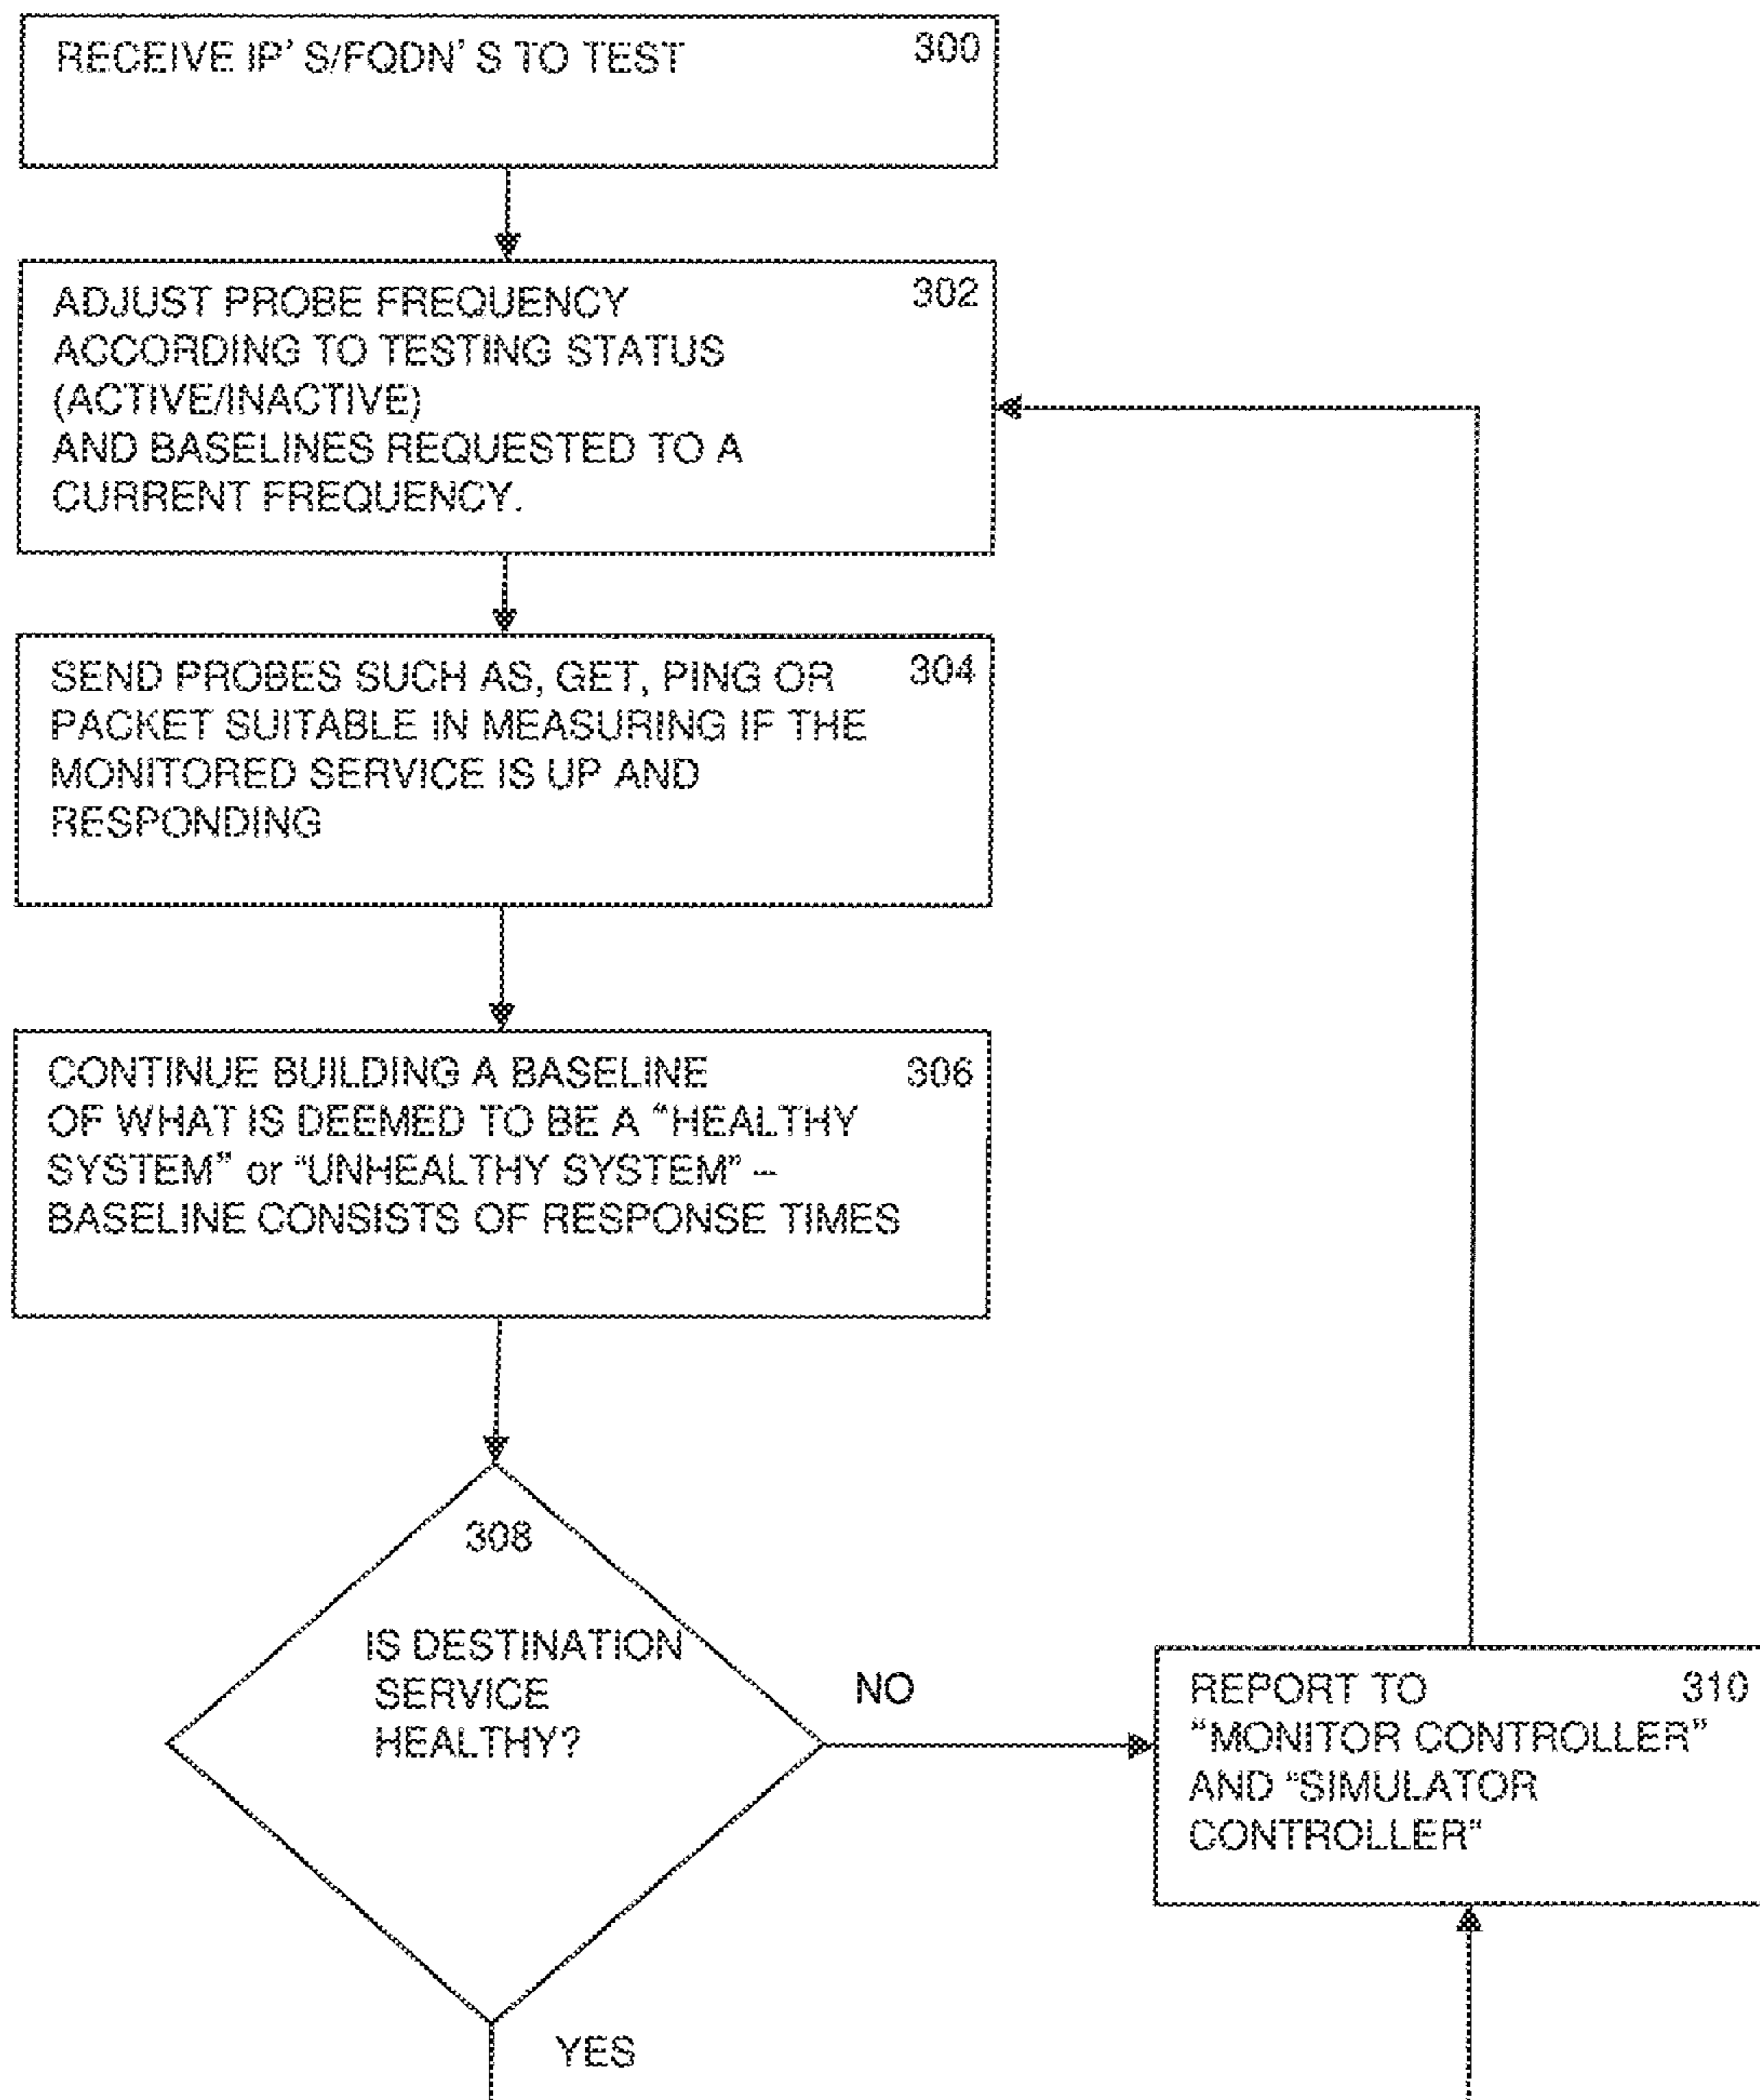 RECEIVE IP' S/FQDN' S TO TEST 300
ADJUST PROBE FREQUENCY 302
ACCORDING TO TESTING STATUS
(ACTIVE/INACTIVE)
AND BASELINES REQUESTED TO A
CURRENT FREQUENCY.
SEND PROBES SUCH AS, GET, PING OR 304
PACKET SUITABLE IN MEASURING IF THE
MONITORED SERVICE IS UP AND
RESPONDING
CONTINUE BUILDING A BASELINE 306
OF WHAT IS DEEMED TO BE A “HEALTHY
SYSTEM” or “UNHEALTHY SYSTEM” –
BASELINE CONSISTS OF RESPONSE TIMES
308
IS DESTINATION
SERVICE
HEALTHY?
NO
REPORT TO 310
“MONITOR CONTROLLER”
AND “SIMULATOR
CONTROLLER”
YES